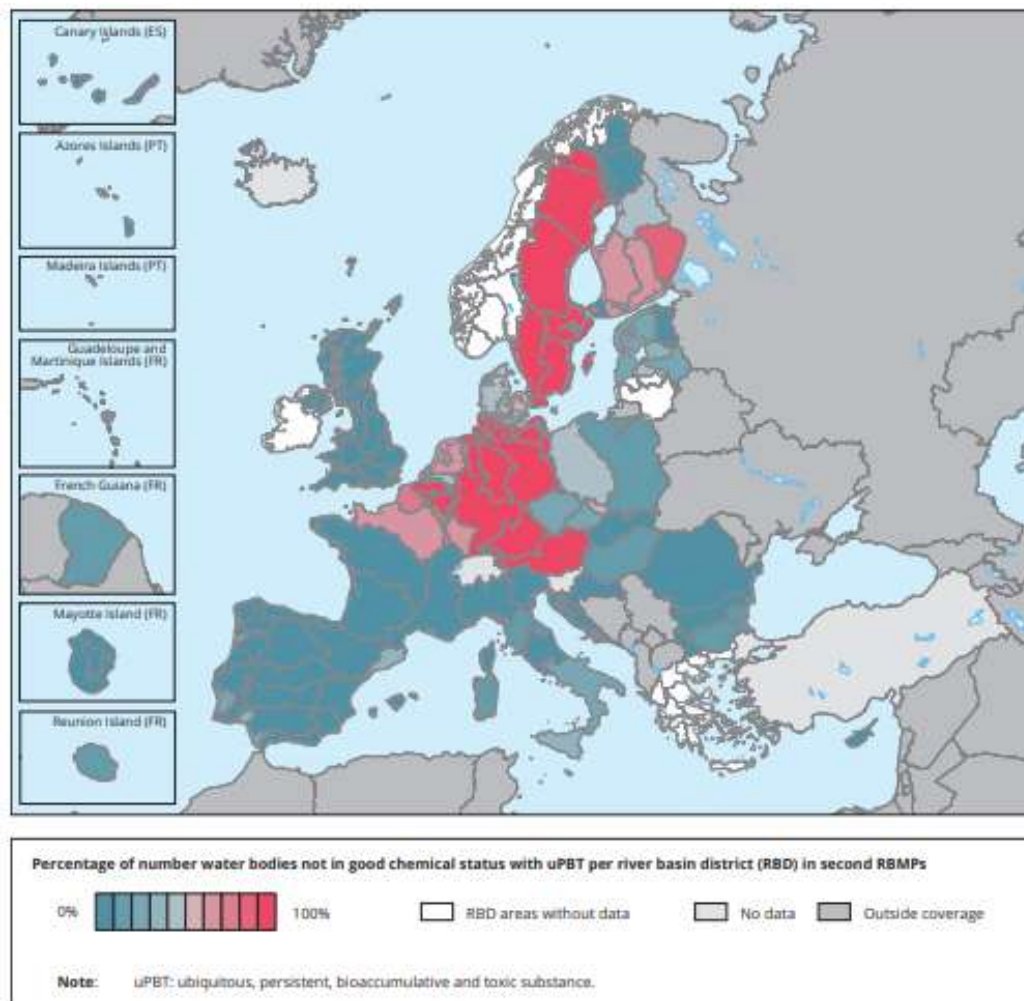 Canary Islands (ES)
Azores Islands (PT)
Madeira Islands (PT)
Guadeloupe and
Martinique Islands (FR)
French Guiana (FR)
Mayotte Island (FR)
Reunion Island (FR)
Percentage of number water bodies not in good chemical status with uPBT per river basin district (RBD) in second RBMPs
0% 100% RBD areas without data No data Outside coverage
Note: uPBT: ubiquitous, persistent, bioaccumulative and toxic substance.